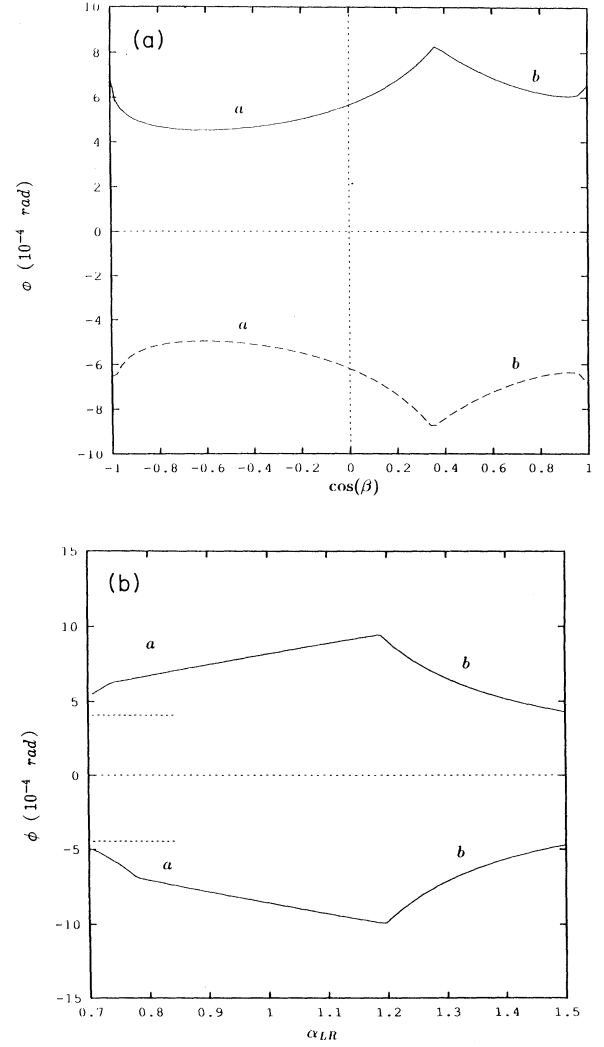 10
(a)
8
b
6
a
4
2
0
Φ (10⁻⁴ rad)
-2
-4
a
-6
b
-8
-10
-1 -0.8 -0.6 -0.4 -0.2 0 0.2 0.4 0.6 0.8 1
cos(β)
15
(b)
10
a
b
5
0
ϕ (10⁻⁴ rad)
-5
a
b
-10
-15
0.7 0.8 0.9 1 1.1 1.2 1.3 1.4 1.5
α_LR